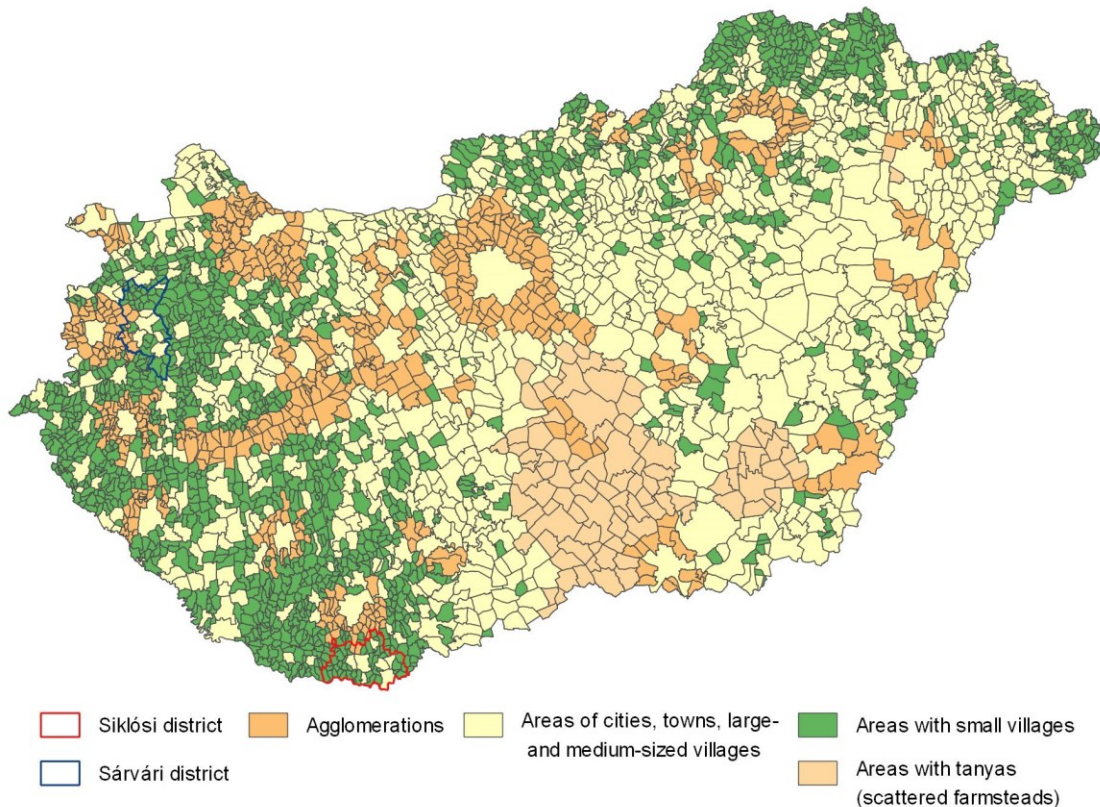 Siklósi district
Agglomerations
Areas of cities, towns, large-
and medium-sized villages
Areas with small villages
Sárvári district
Areas with tanyas
(scattered farmsteads)